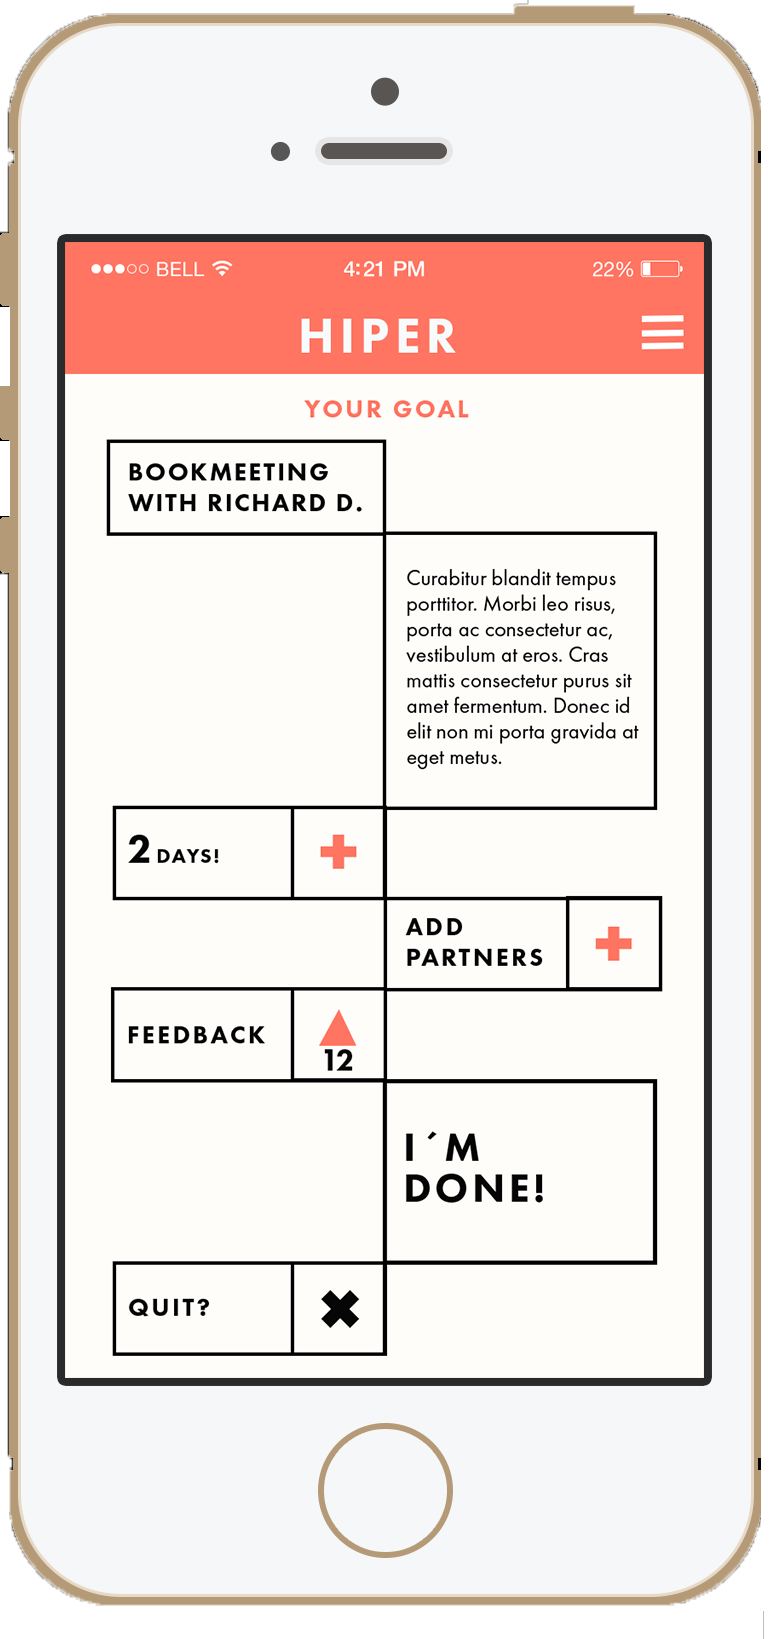 BELL
4:21 PM
22%
HIPER
YOUR GOAL
BOOKMEETING
WITH RICHARD D.
Curabitur blandit tempus
porttitor. Morbi leo risus,
porta ac consectetur ac,
vestibulum at eros. Cras
mattis consectetur purus sit
amet fermentum. Donec id
elit non mi porta gravida at
eget metus.
2 DAYS!
ADD
PARTNERS
FEEDBACK
12
I´M
DONE!
QUIT?